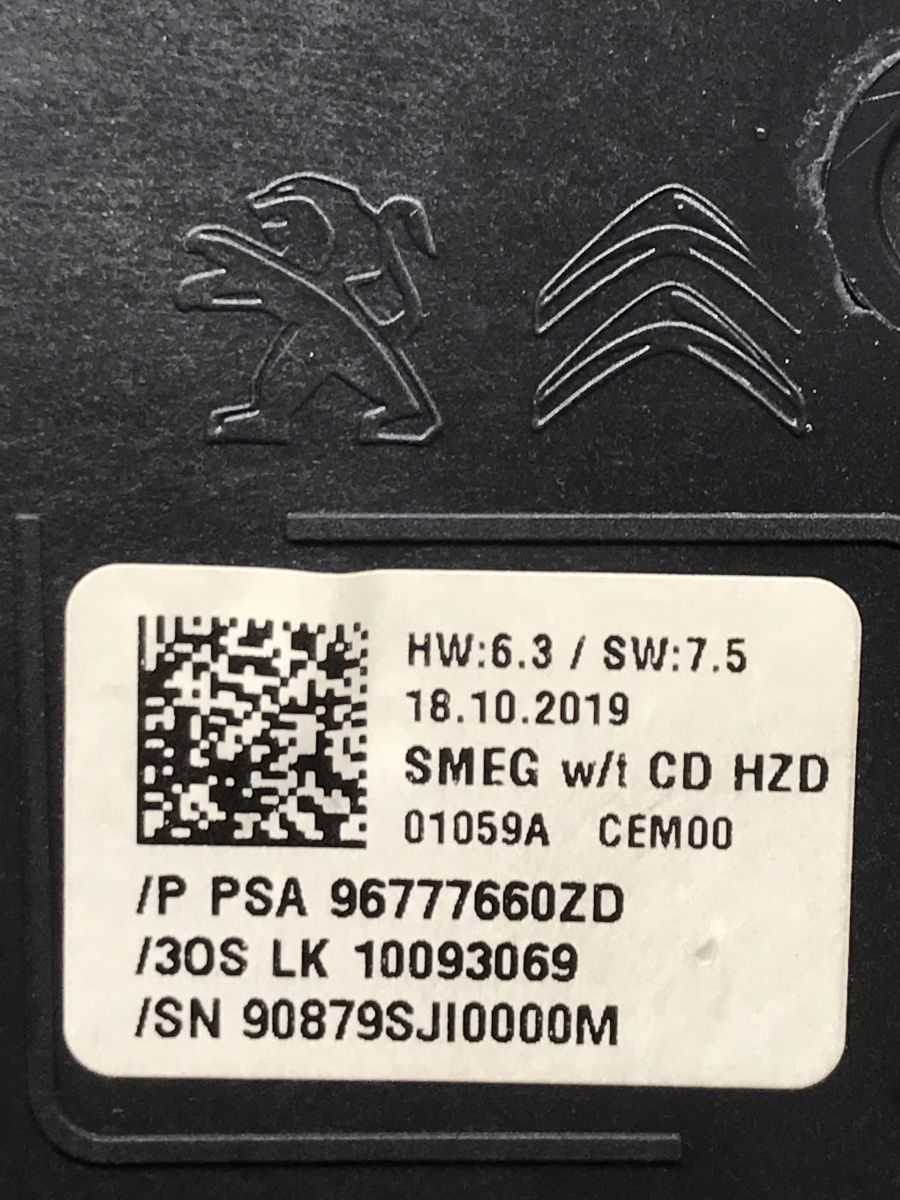 HW:6.3 / SW:7.5
18.10.2019
SMEG w/t CD HZD
01059A CEM00
/P PSA 96777660ZD
/3OS LK 10093069
/SN 90879SJI0000M